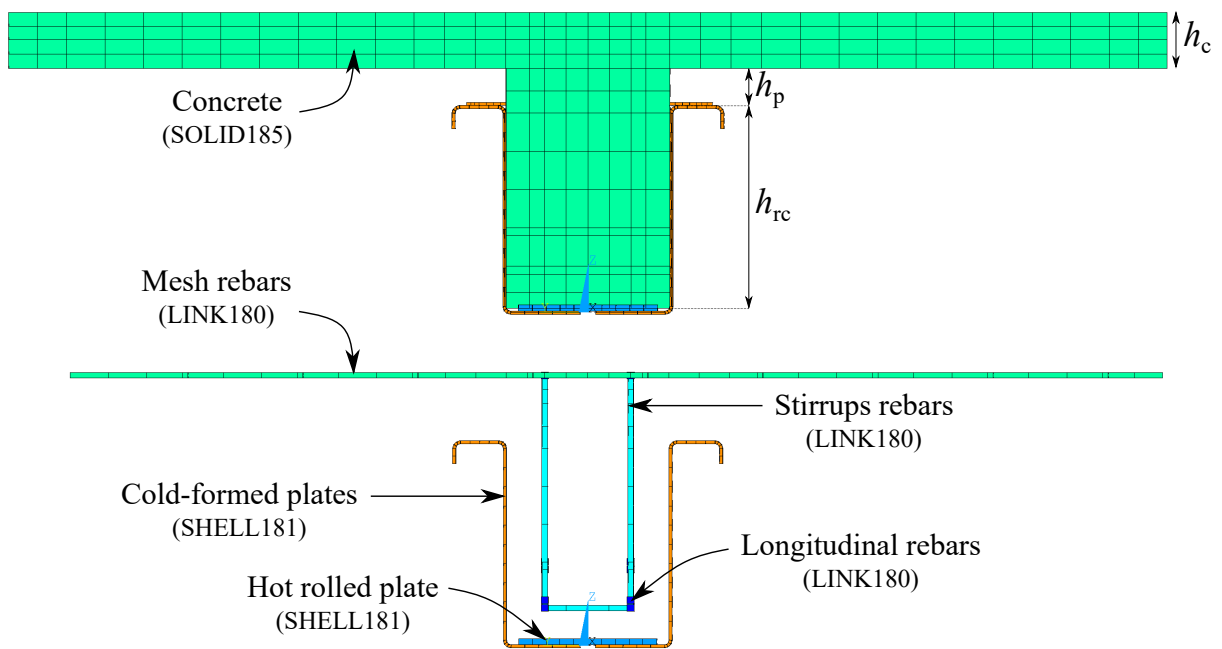 h_c
h_p
Concrete
(SOLID185)
h_rc
Z
X
Mesh rebars
(LINK180)
Stirrups rebars
(LINK180)
Cold-formed plates
(SHELL181)
Longitudinal rebars
(LINK180)
Hot rolled plate
(SHELL181)
Z
X